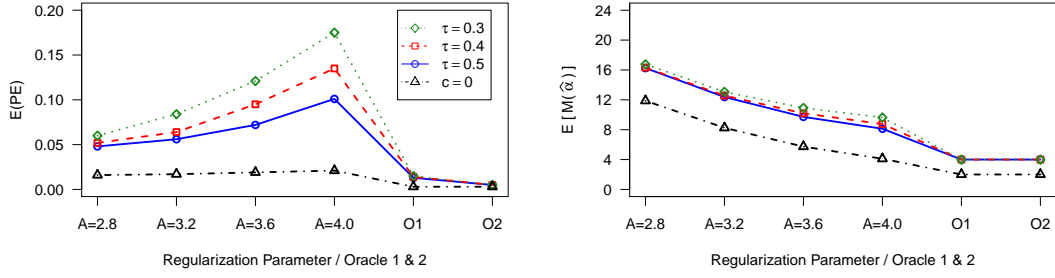 E(PE)
0.20
0.15
0.10
0.05
0.00
τ = 0.3
τ = 0.4
τ = 0.5
c = 0
A=2.8 A=3.2 A=3.6 A=4.0 O1 O2
Regularization Parameter / Oracle 1 & 2
E [ M( α̂ ) ]
24
20
16
12
8
4
0
A=2.8 A=3.2 A=3.6 A=4.0 O1 O2
Regularization Parameter / Oracle 1 & 2